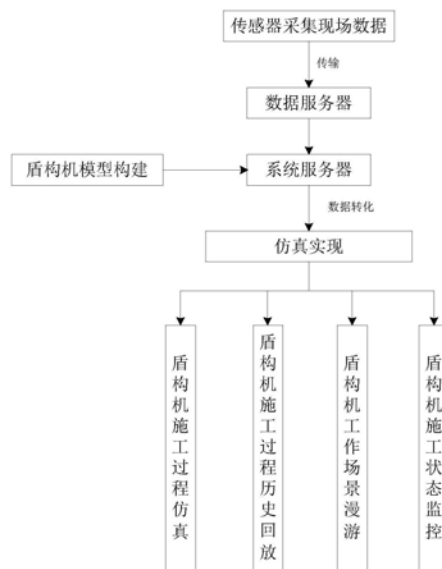 传感器采集现场数据
传输
数据服务器
盾构机模型构建
系统服务器
数据转化
仿真实现
盾构机施工过程仿真
盾构机施工过程历史回放
盾构机工作场景漫游
盾构机施工状态监控